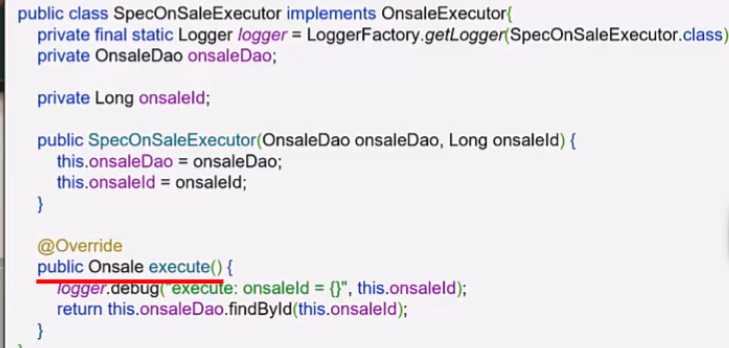 public class SpecOnSaleExecutor implements OnsaleExecutor{
private final static Logger logger = LoggerFactory.getLogger(SpecOnSaleExecutor.class)
private OnsaleDao onsaleDao;
private Long onsaleId;
public SpecOnSaleExecutor(OnsaleDao onsaleDao, Long onsaleId) {
this.onsaleDao = onsaleDao;
this.onsaleId = onsaleId;
}
@Override
public Onsale execute() {
logger.debug("execute: onsaleId = {}", this.onsaleId);
return this.onsaleDao.findById(this.onsaleId);
}
}